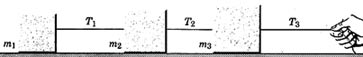 T₁ T₂ T₃
m₁ m₂ m₃